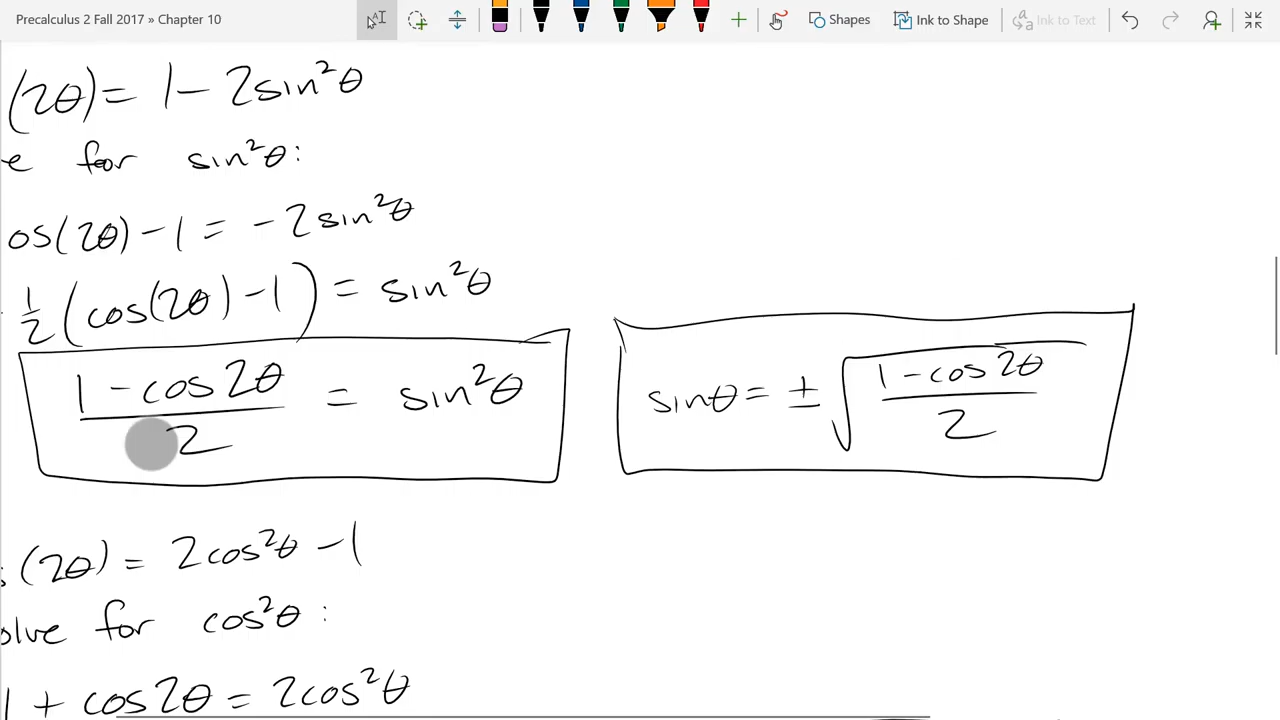 Precalculus 2 Fall 2017 » Chapter 10
Shapes
Ink to Shape
Ink to Text
(2θ) = 1 - 2sin²θ
e for sin²θ:
os(2θ) - 1 = -2sin²θ
1/2 (cos(2θ) - 1) = sin²θ
(1 - cos2θ)/2 = sin²θ
sinθ = ±√((1 - cos2θ)/2)
s(2θ) = 2cos²θ - 1
olve for cos²θ:
1 + cos2θ = 2cos²θ